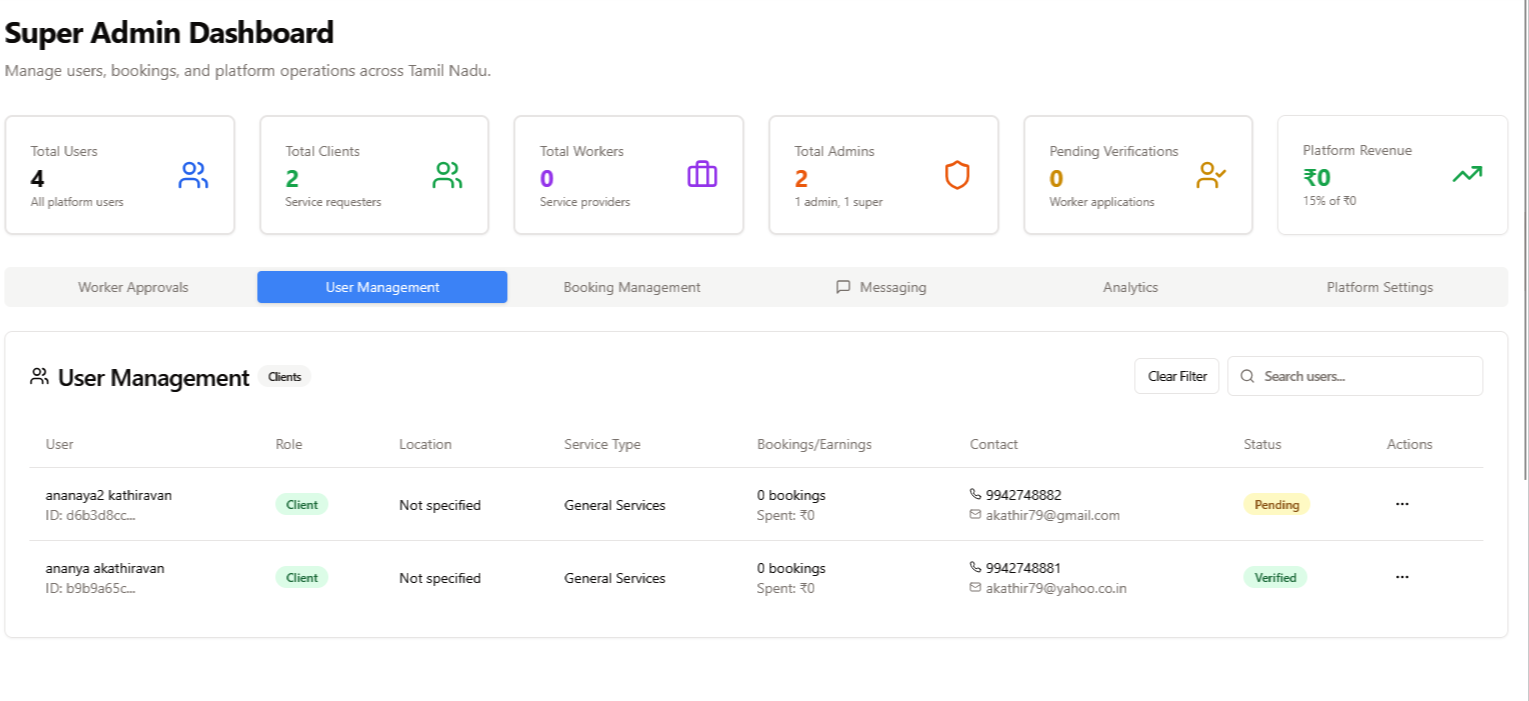 Super Admin Dashboard
Manage users, bookings, and platform operations across Tamil Nadu.
Total Users
4
All platform users
Total Clients
2
Service requesters
Total Workers
0
Service providers
Total Admins
2
1 admin, 1 super
Pending Verifications
0
Worker applications
Platform Revenue
₹0
15% of ₹0
Worker Approvals
User Management
Booking Management
Messaging
Analytics
Platform Settings
User Management Clients
Clear Filter
Search users...
User Role Location Service Type Bookings/Earnings Contact Status Actions
ananaya2 kathiravan
ID: d6b3d8cc...
Client
Not specified
General Services
0 bookings
Spent: ₹0
9942748882
akathir79@gmail.com
Pending
...
ananya akathiravan
ID: b9b9a65c...
Client
Not specified
General Services
0 bookings
Spent: ₹0
9942748881
akathir79@yahoo.co.in
Verified
...